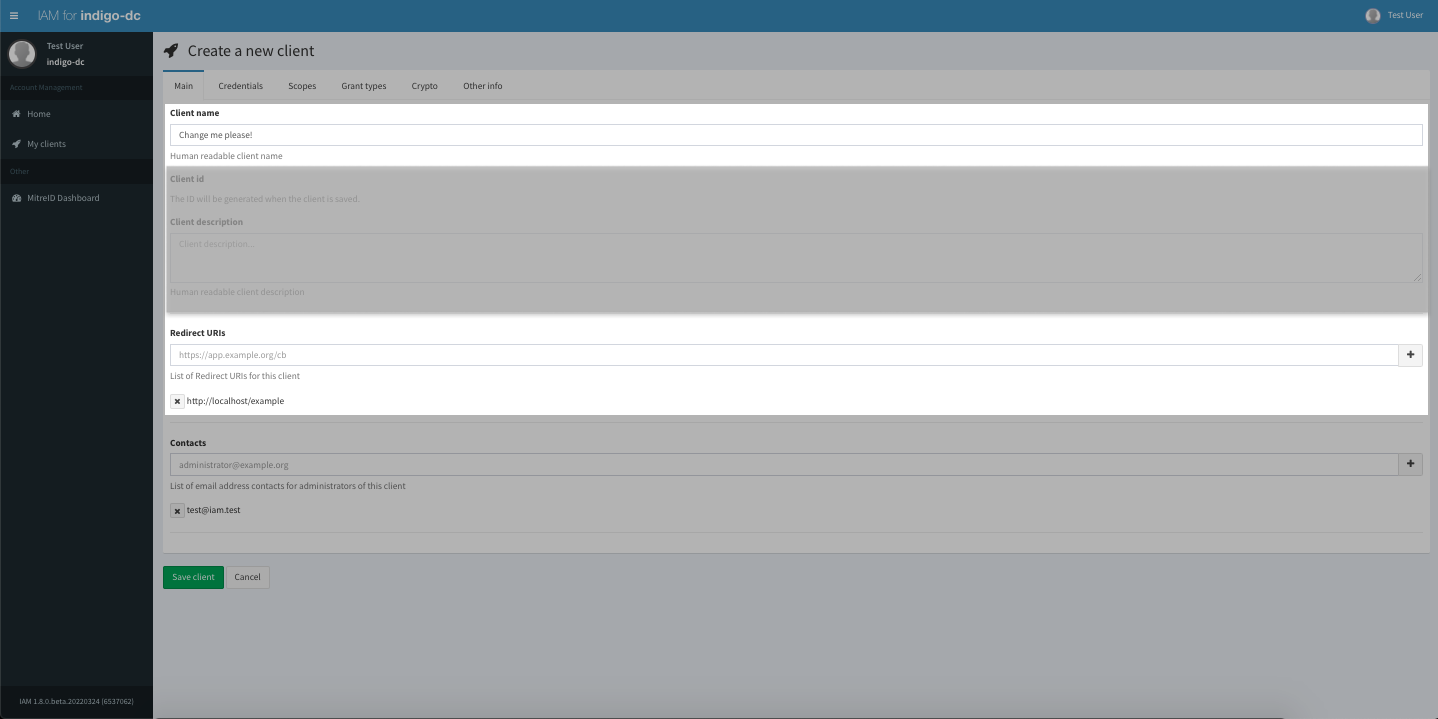 IAM for indigo-dc
Test User
Test User
indigo-dc
Account Management
Home
My clients
Other
MitreID Dashboard
IAM 1.8.0.beta.20220324 (6537062)
Create a new client
Main Credentials Scopes Grant types Crypto Other info
Client name
Change me please!
Human readable client name
Client id
The ID will be generated when the client is saved.
Client description
Client description...
Human readable client description
Redirect URIs
https://app.example.org/cb
List of Redirect URIs for this client
http://localhost/example
Contacts
administrator@example.org
List of email address contacts for administrators of this client
test@iam.test
Save client Cancel